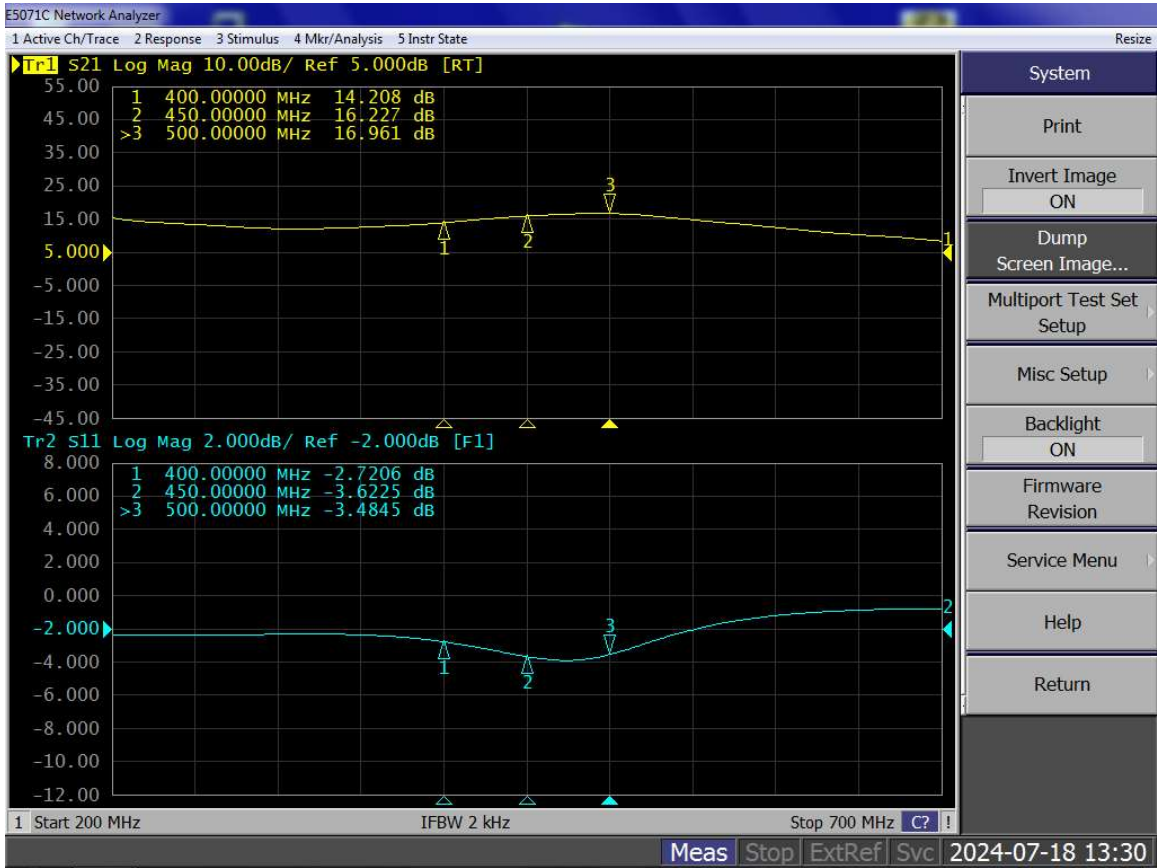 E5071C Network Analyzer
1 Active Ch/Trace 2 Response 3 Stimulus 4 Mkr/Analysis 5 Instr State Resize
Tr1 S21 Log Mag 10.00dB/ Ref 5.000dB [RT]
55.00
45.00
35.00
25.00
15.00
5.000
-5.000
-15.00
-25.00
-35.00
-45.00
1 400.00000 MHz 14.208 dB
2 450.00000 MHz 16.227 dB
>3 500.00000 MHz 16.961 dB
1
2
3
1
Tr2 S11 Log Mag 2.000dB/ Ref -2.000dB [F1]
8.000
6.000
4.000
2.000
0.000
-2.000
-4.000
-6.000
-8.000
-10.00
-12.00
1 400.00000 MHz -2.7206 dB
2 450.00000 MHz -3.6225 dB
>3 500.00000 MHz -3.4845 dB
1
2
3
2
1 Start 200 MHz IFBW 2 kHz Stop 700 MHz C? !
System
Print
Invert Image
ON
Dump
Screen Image...
Multiport Test Set
Setup
Misc Setup
Backlight
ON
Firmware
Revision
Service Menu
Help
Return
Meas Stop ExtRef Svc 2024-07-18 13:30